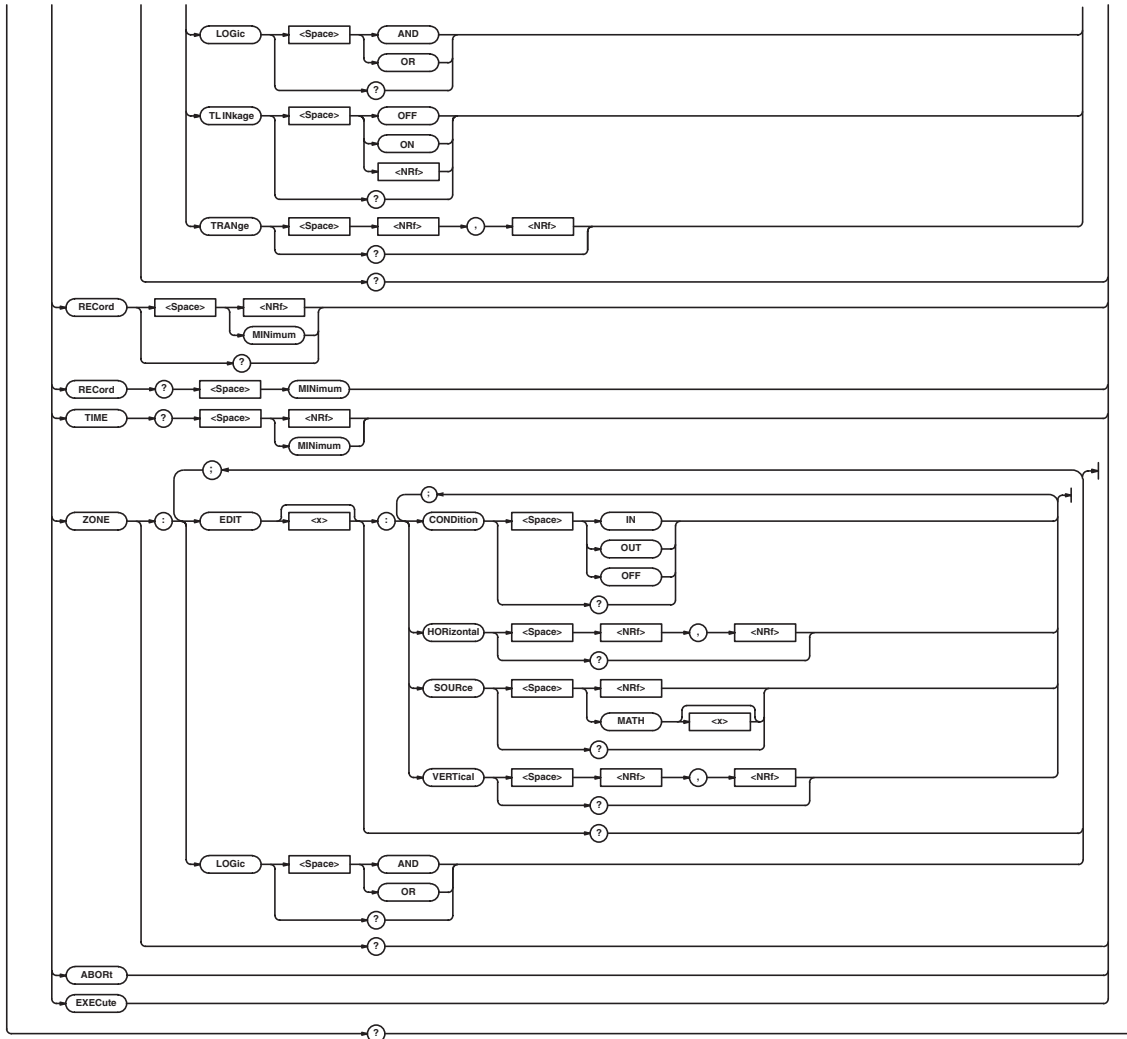 LOGic <Space> AND
OR
?
TLINkage <Space> OFF
ON
<NRf>
?
TRANge <Space> <NRf> , <NRf>
?
?
RECord <Space> <NRf>
MINimum
?
RECord ? <Space> MINimum
TIME ? <Space> <NRf>
MINimum
;
;
ZONE : EDIT <x> : CONDition <Space> IN
OUT
OFF
?
HORizontal <Space> <NRf> , <NRf>
?
SOURce <Space> <NRf>
MATH <x>
?
VERTical <Space> <NRf> , <NRf>
?
?
LOGic <Space> AND
OR
?
?
ABORt
EXECute
?